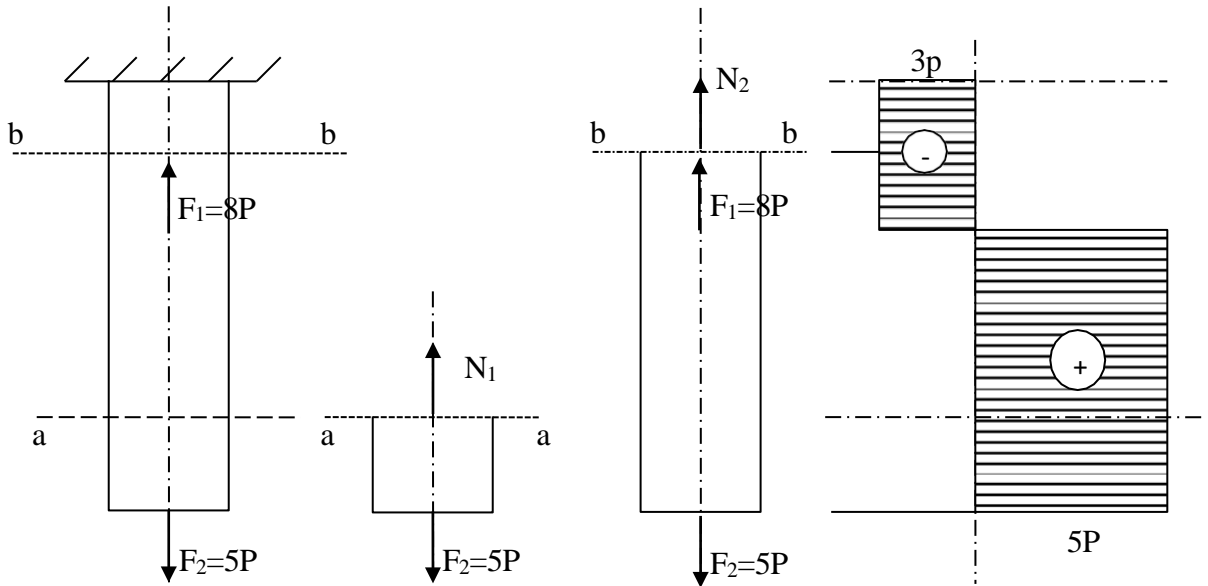 3p
N₂
b b
b b
-
F₁=8P
F₁=8P
N₁
+
a
a a
5P
F₂=5P
F₂=5P
F₂=5P